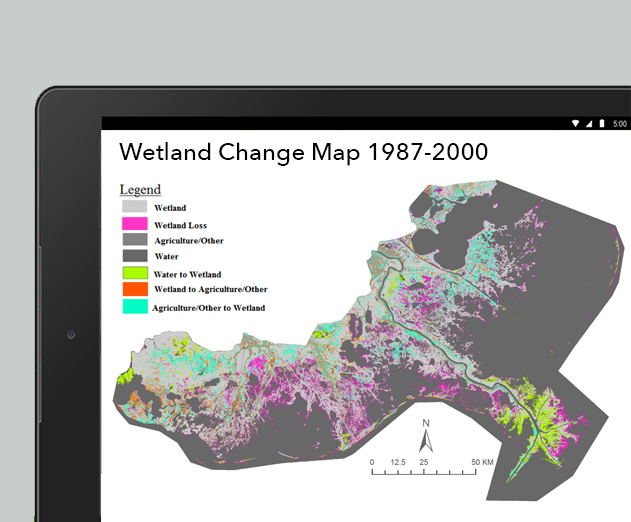 5:00
Wetland Change Map 1987-2000
Legend
Wetland
Wetland Loss
Agriculture/Other
Water
Water to Wetland
Wetland to Agriculture/Other
Agriculture/Other to Wetland
N
0 12.5 25 50 KM